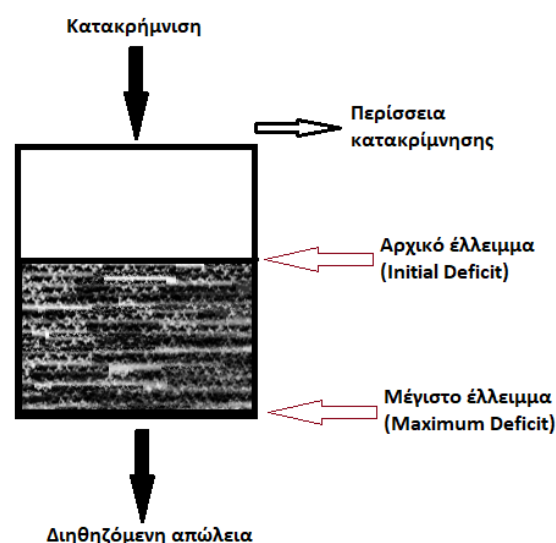 Κατακρήμνιση
Περίσσεια
κατακρίμνησης
Αρχικό έλλειμμα
(Initial Deficit)
Μέγιστο έλλειμμα
(Maximum Deficit)
Διηθηζόμενη απώλεια